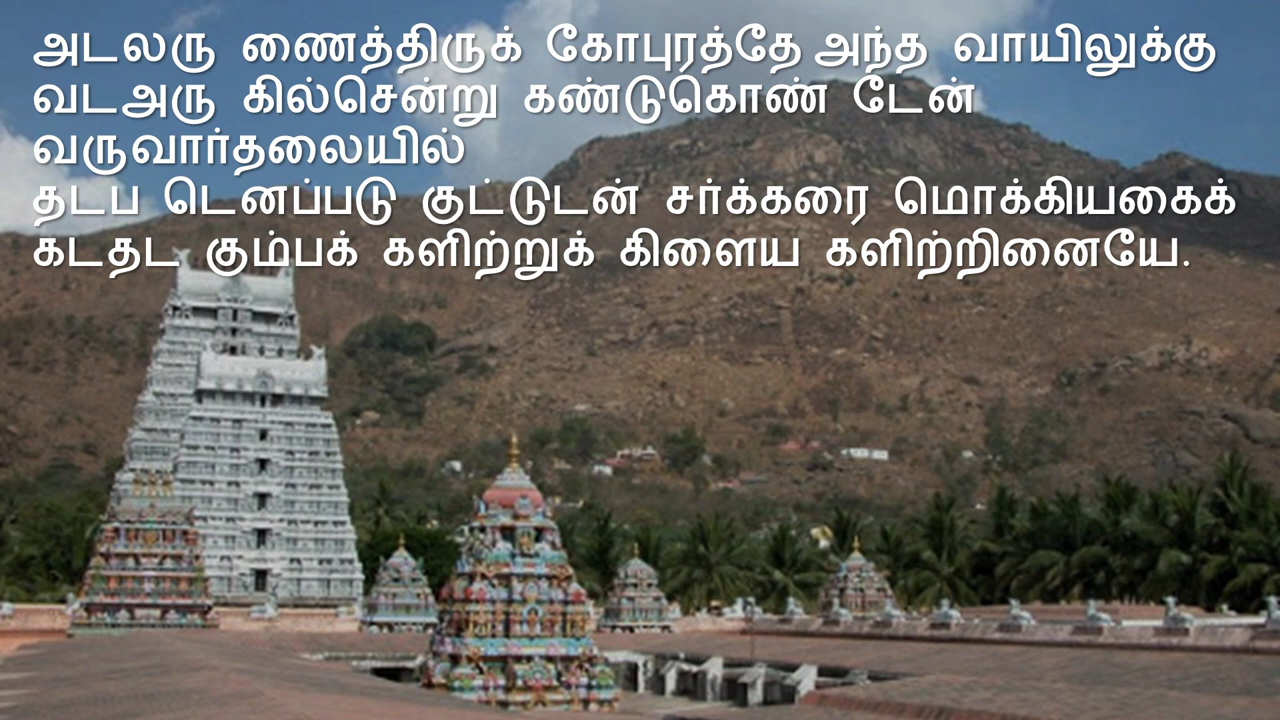 அடலரு ணைத்திருக் கோபுரத்தே அந்த வாயிலுக்கு
வடஅரு கில்சென்று கண்டுகொண் டேன்
வருவார்தலையில்
தடப டெனப்படு குட்டுடன் சர்க்கரை மொக்கியகைக்
கடதட கும்பக் களிற்றுக் கிளைய களிற்றினையே.